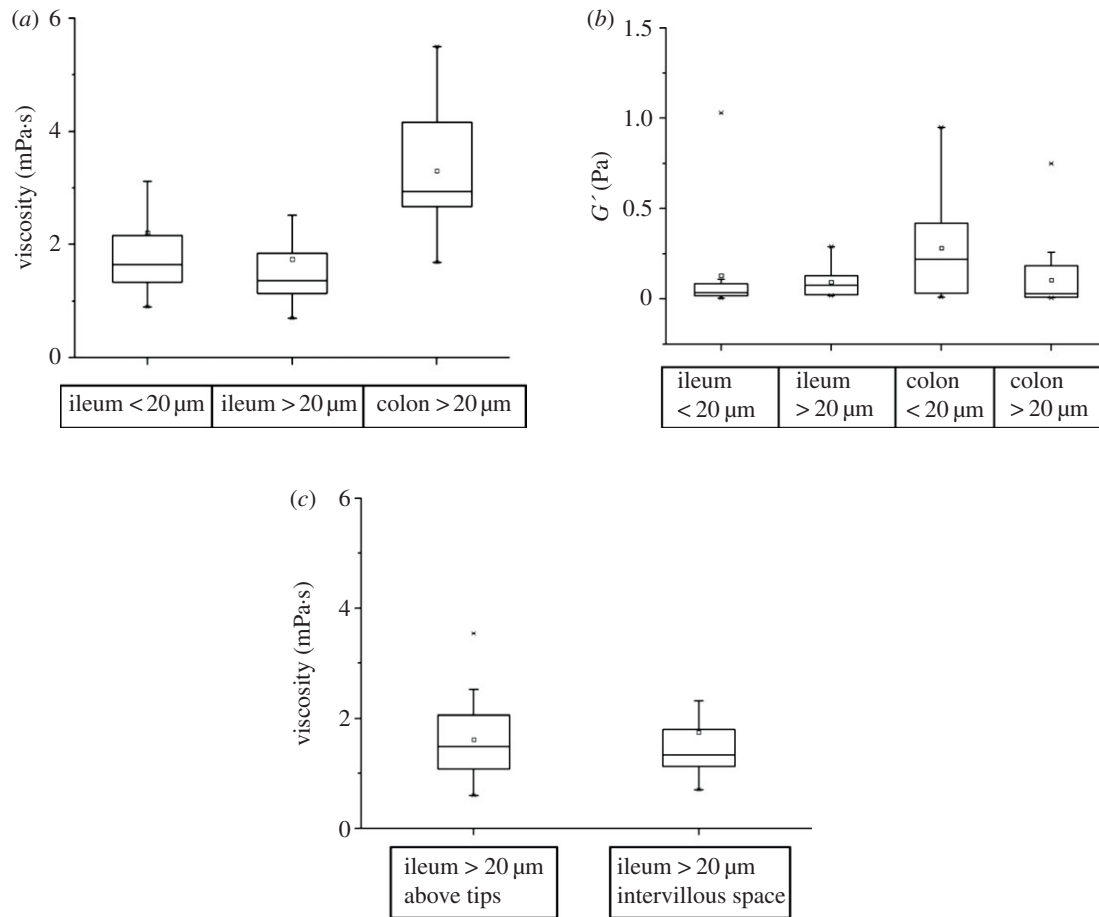 (a)
6
4
2
0
viscosity (mPa·s)
ileum < 20 μm
ileum > 20 μm
colon > 20 μm
(b)
1.5
1.0
0.5
0
G′ (Pa)
ileum
< 20 μm
ileum
> 20 μm
colon
< 20 μm
colon
> 20 μm
(c)
6
4
2
0
viscosity (mPa·s)
ileum > 20 μm
above tips
ileum > 20 μm
intervillous space